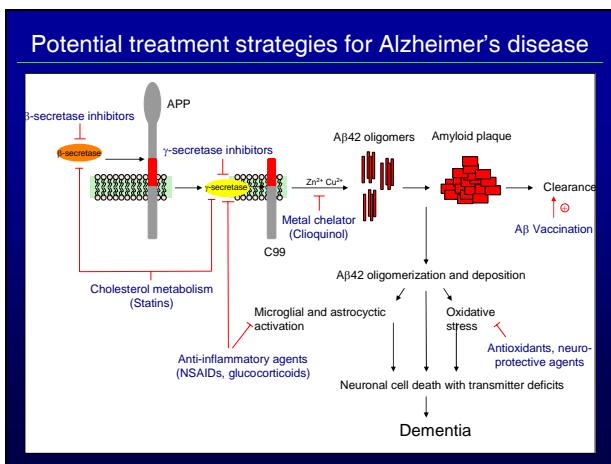 Potential treatment strategies for Alzheimer's disease
APP
β-secretase inhibitors
β-secretase
γ-secretase inhibitors
γ-secretase
C99
Zn²⁺ Cu²⁺
Metal chelator
(Clioquinol)
Aβ42 oligomers
Amyloid plaque
Clearance
Aβ Vaccination
Aβ42 oligomerization and deposition
Cholesterol metabolism
(Statins)
Microglial and astrocyctic
activation
Oxidative
stress
Anti-inflammatory agents
(NSAIDs, glucocorticoids)
Antioxidants, neuro-
protective agents
Neuronal cell death with transmitter deficits
Dementia